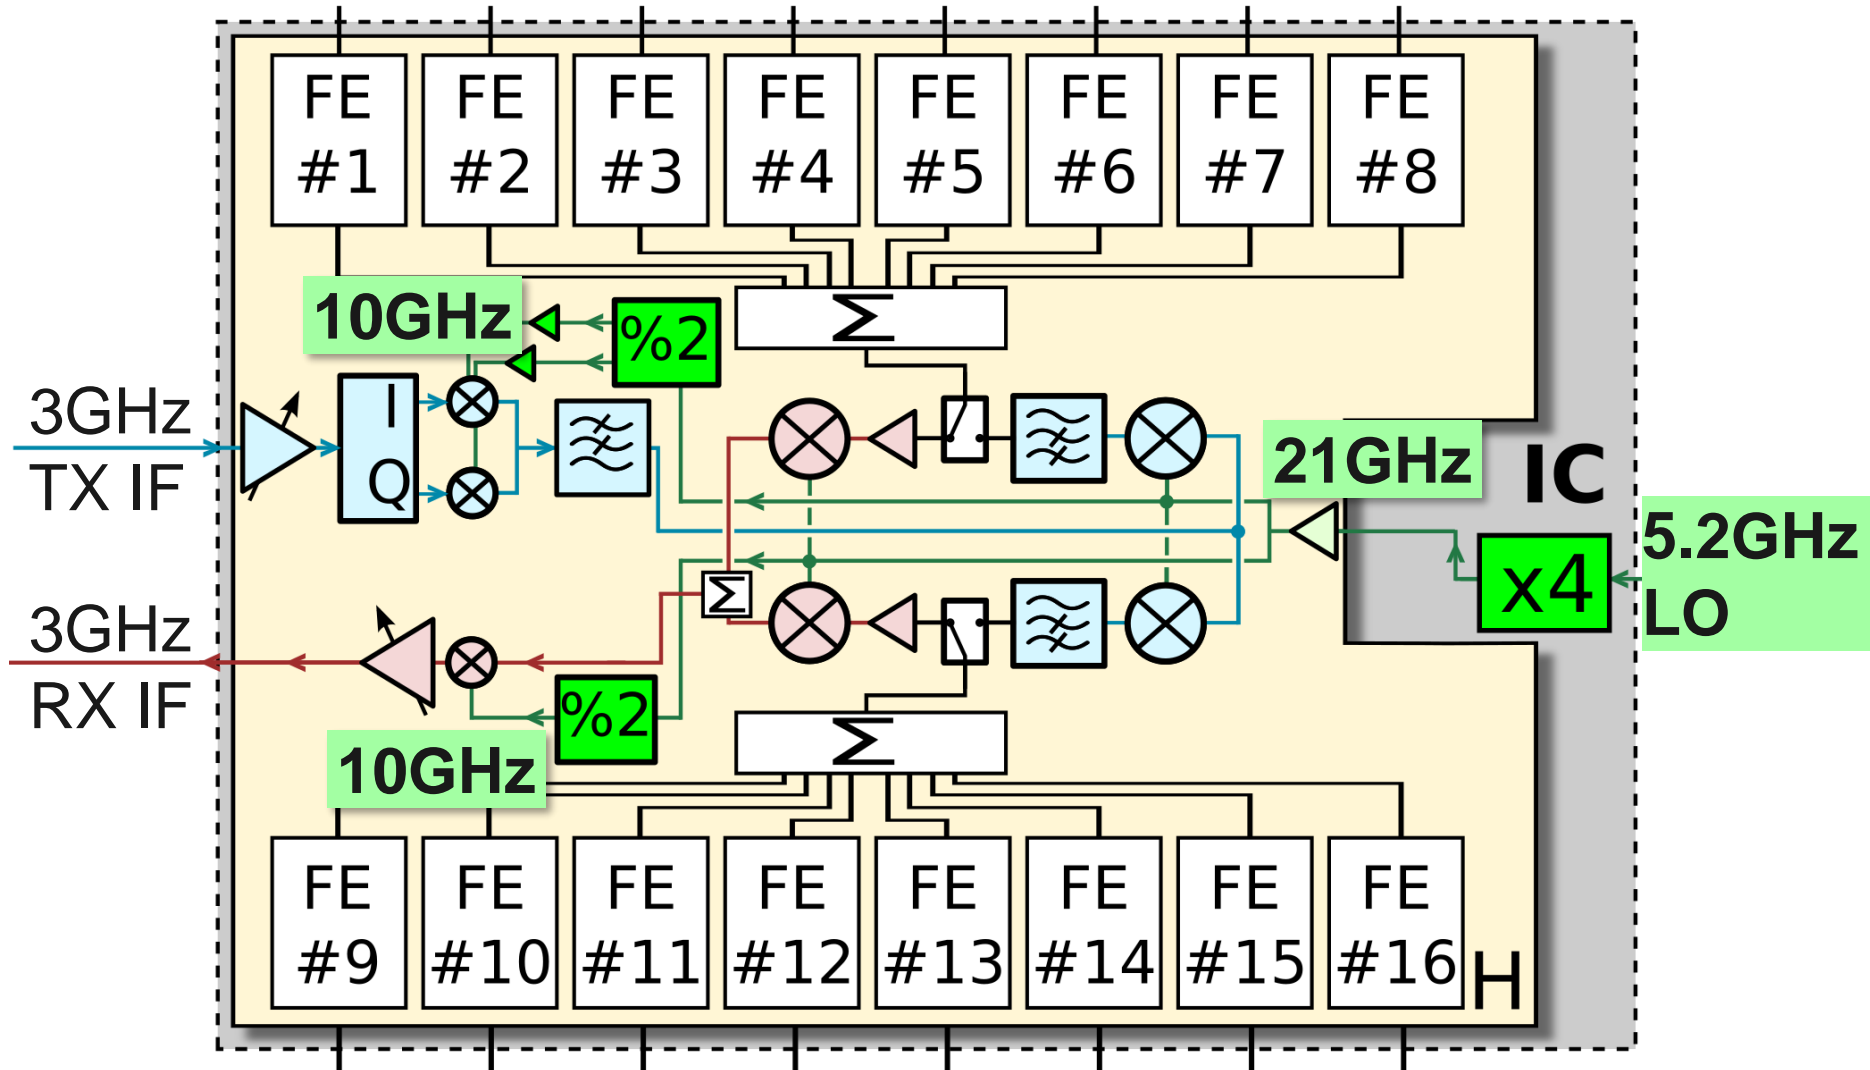 FE FE FE FE FE FE FE FE
#1 #2 #3 #4 #5 #6 #7 #8
10GHz
%2
Σ
3GHz
TX IF
I
Q
21GHz
IC
5.2GHz
LO
x4
Σ
3GHz
RX IF
%2
10GHz
Σ
FE FE FE FE FE FE FE FE
#9 #10 #11 #12 #13 #14 #15 #16
H